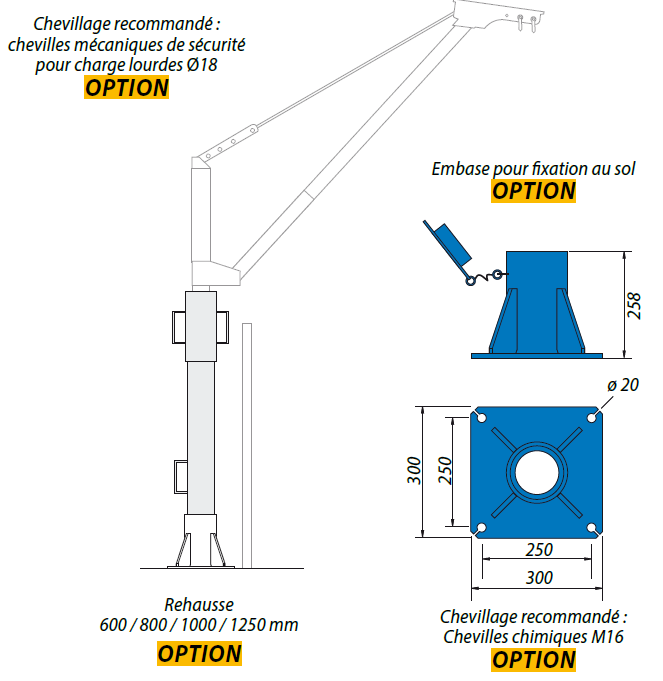 Chevillage recommandé :
chevilles mécaniques de sécurité
pour charge lourdes Ø18
OPTION
Embase pour fixation au sol
OPTION
258
ø 20
300
250
250
300
Rehausse
600 / 800 / 1000 / 1250 mm
OPTION
Chevillage recommandé :
Chevilles chimiques M16
OPTION